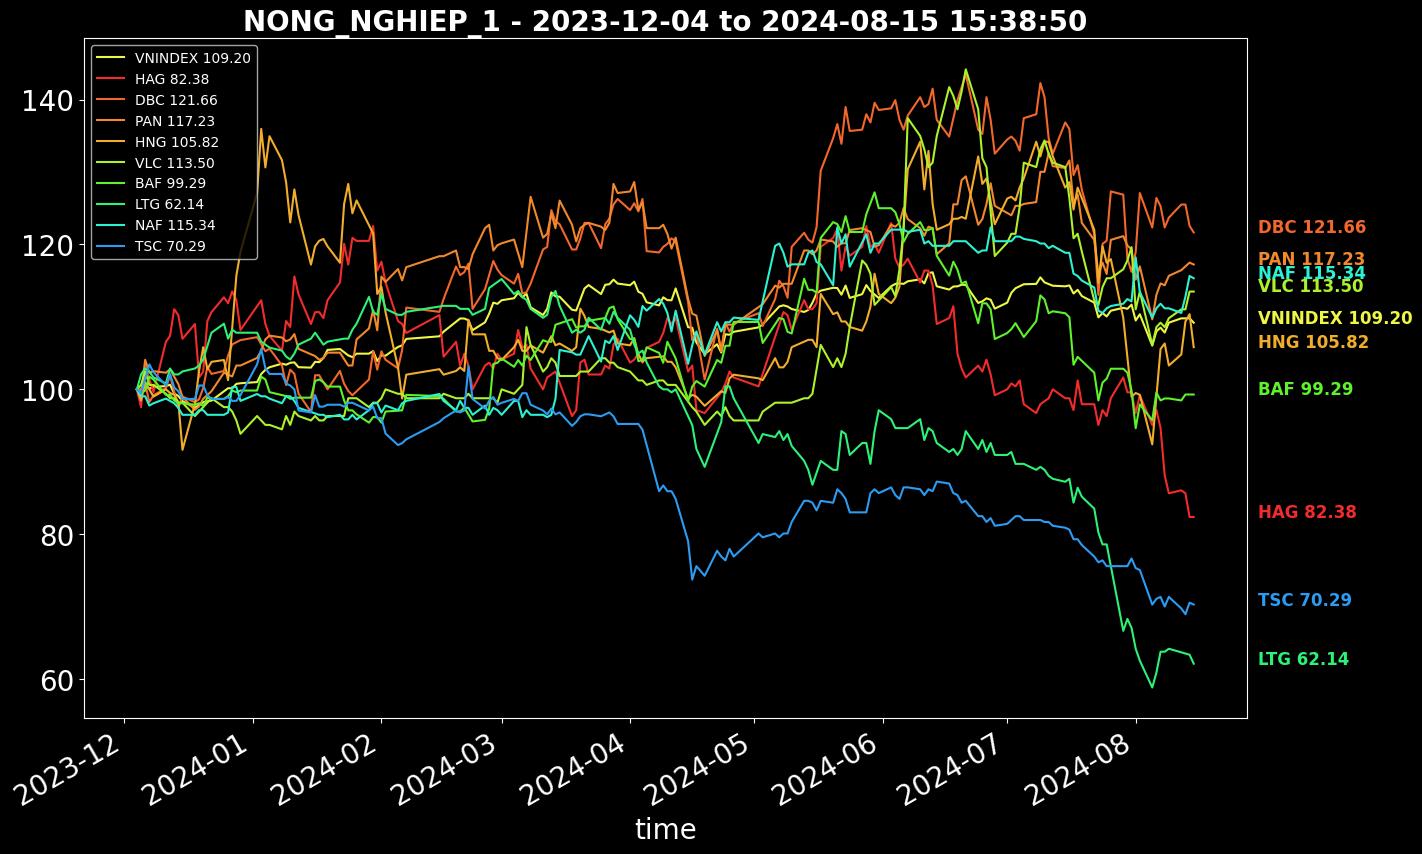 NONG_NGHIEP_1 - 2023-12-04 to 2024-08-15 15:38:50
VNINDEX 109.20
HAG 82.38
DBC 121.66
PAN 117.23
HNG 105.82
VLC 113.50
BAF 99.29
LTG 62.14
NAF 115.34
TSC 70.29
140
120
100
80
60
DBC 121.66
PAN 117.23
NAF 115.34
VLC 113.50
VNINDEX 109.20
HNG 105.82
BAF 99.29
HAG 82.38
TSC 70.29
LTG 62.14
2023-12
2024-01
2024-02
2024-03
2024-04
2024-05
2024-06
2024-07
2024-08
time